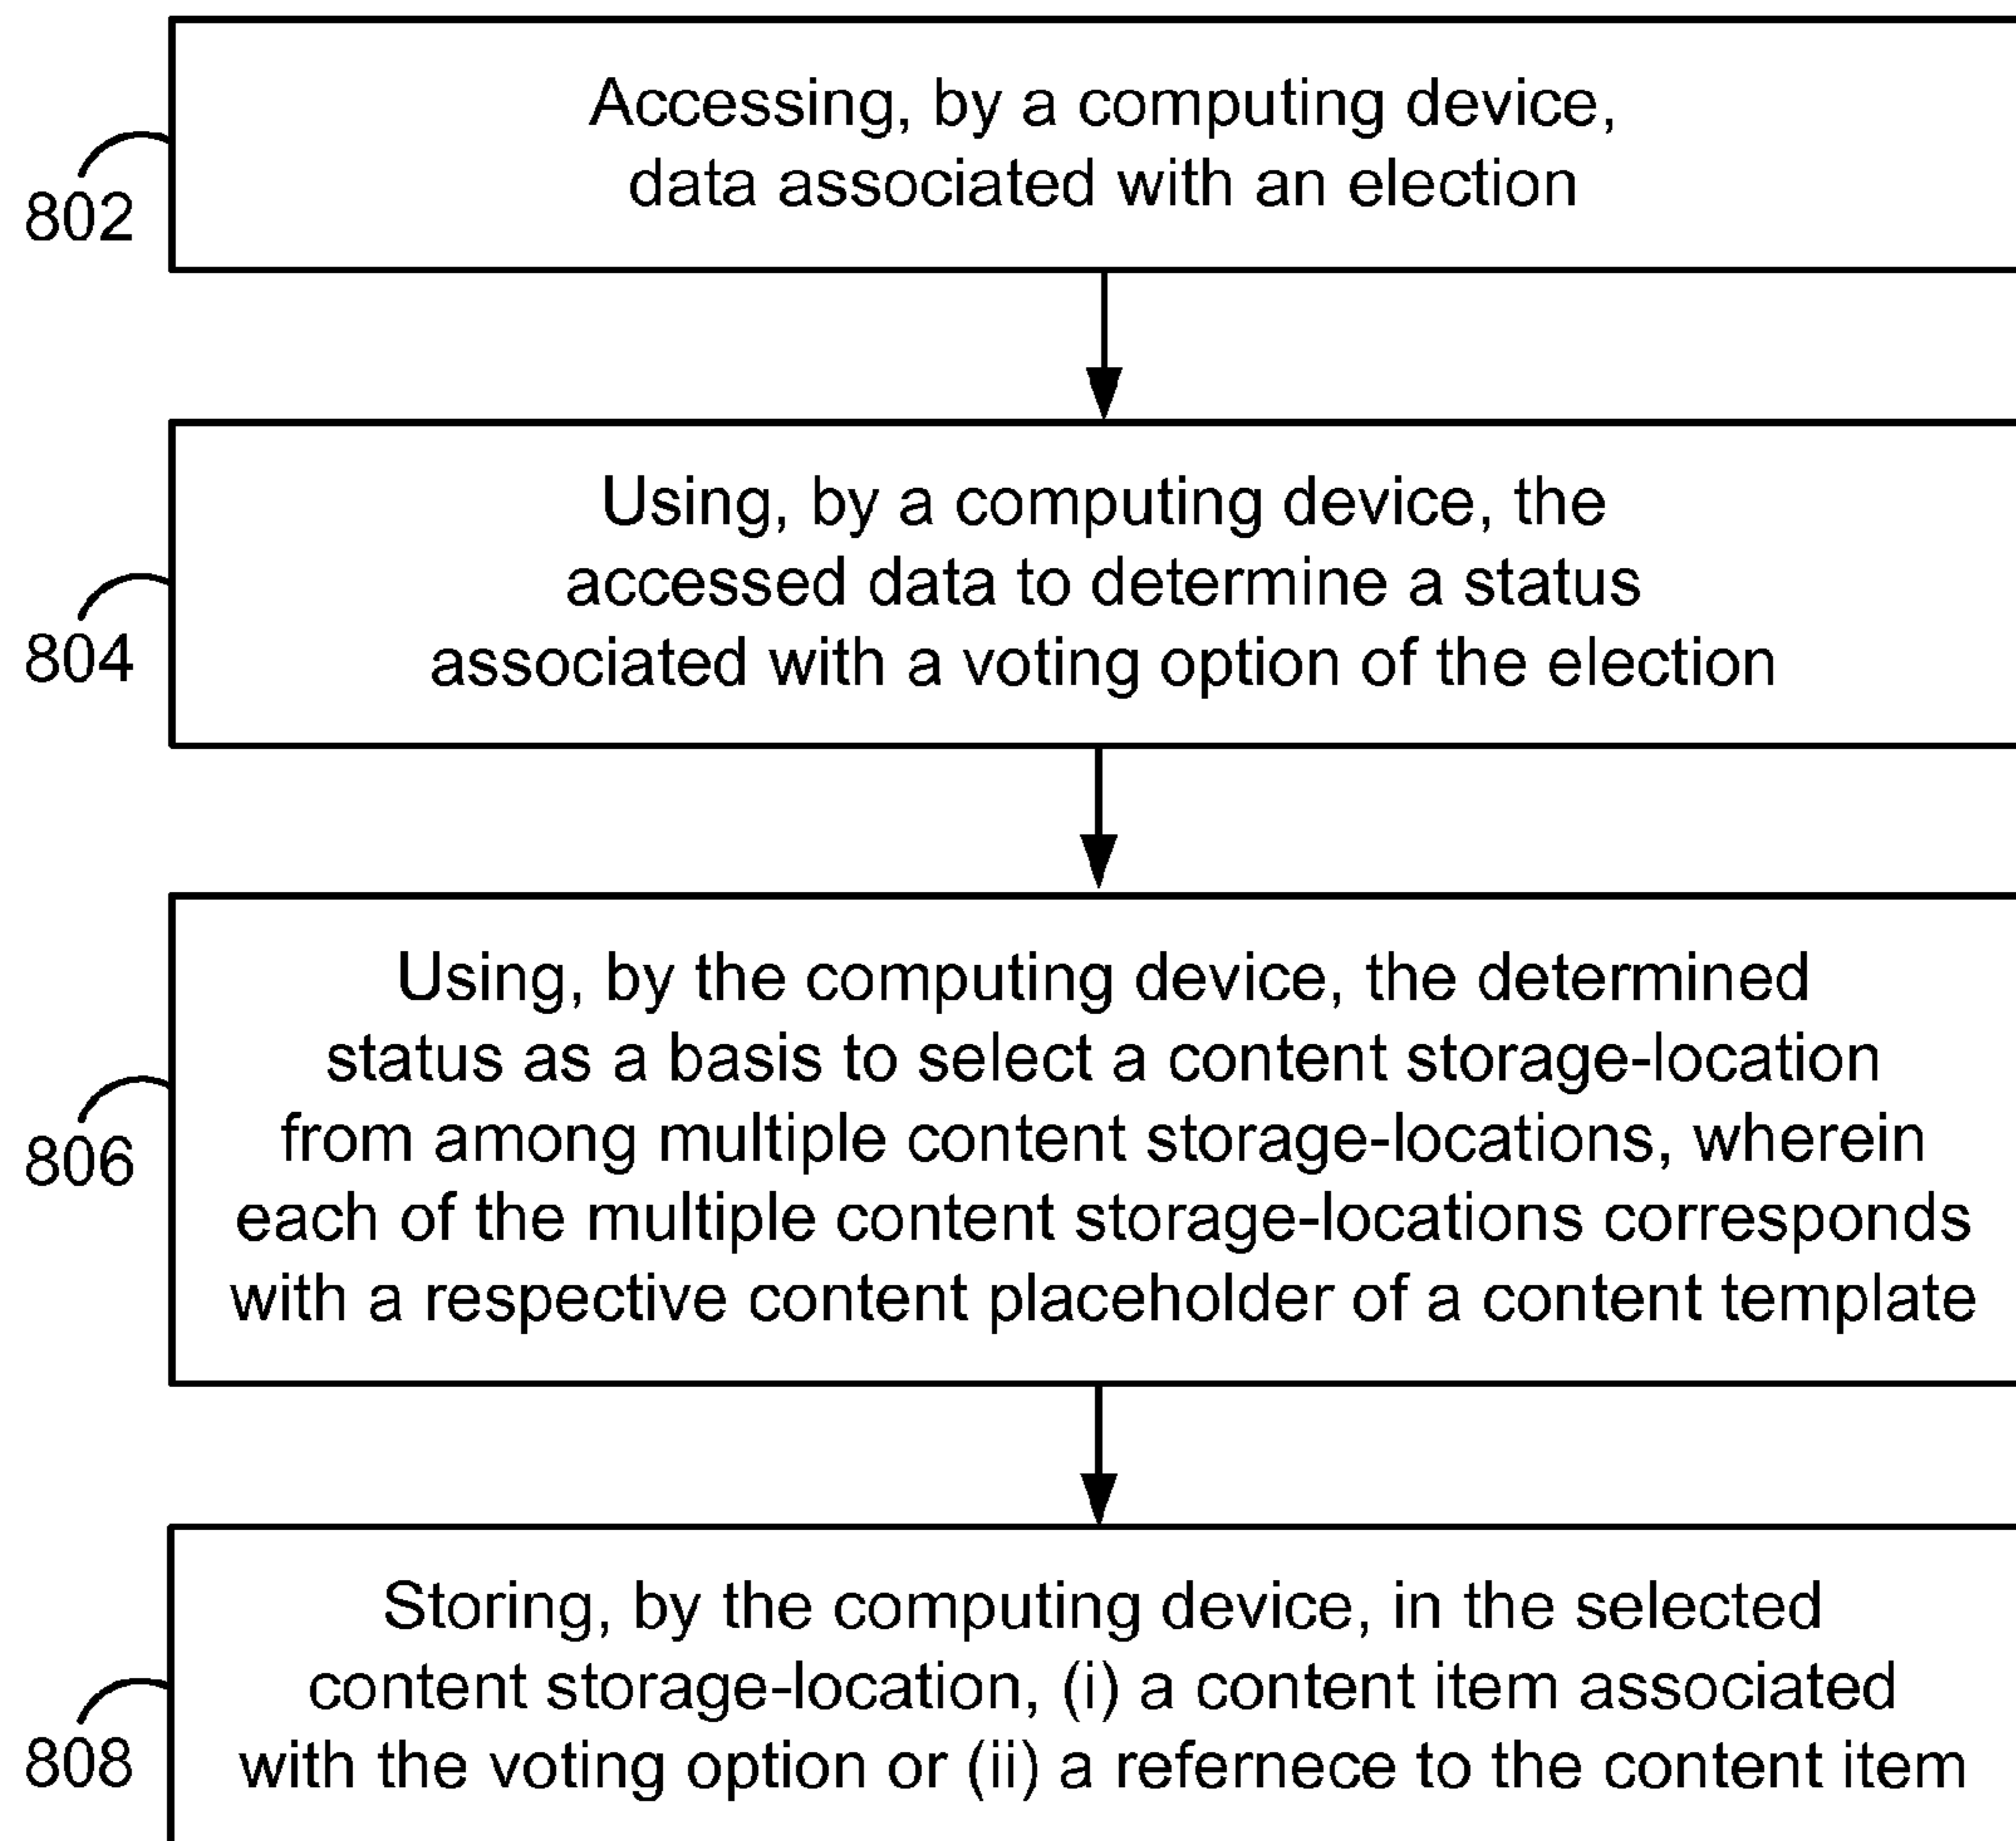 Accessing, by a computing device,
data associated with an election
802
Using, by a computing device, the
accessed data to determine a status
associated with a voting option of the election
804
Using, by the computing device, the determined
status as a basis to select a content storage-location
from among multiple content storage-locations, wherein
each of the multiple content storage-locations corresponds
with a respective content placeholder of a content template
806
Storing, by the computing device, in the selected
content storage-location, (i) a content item associated
with the voting option or (ii) a refernece to the content item
808